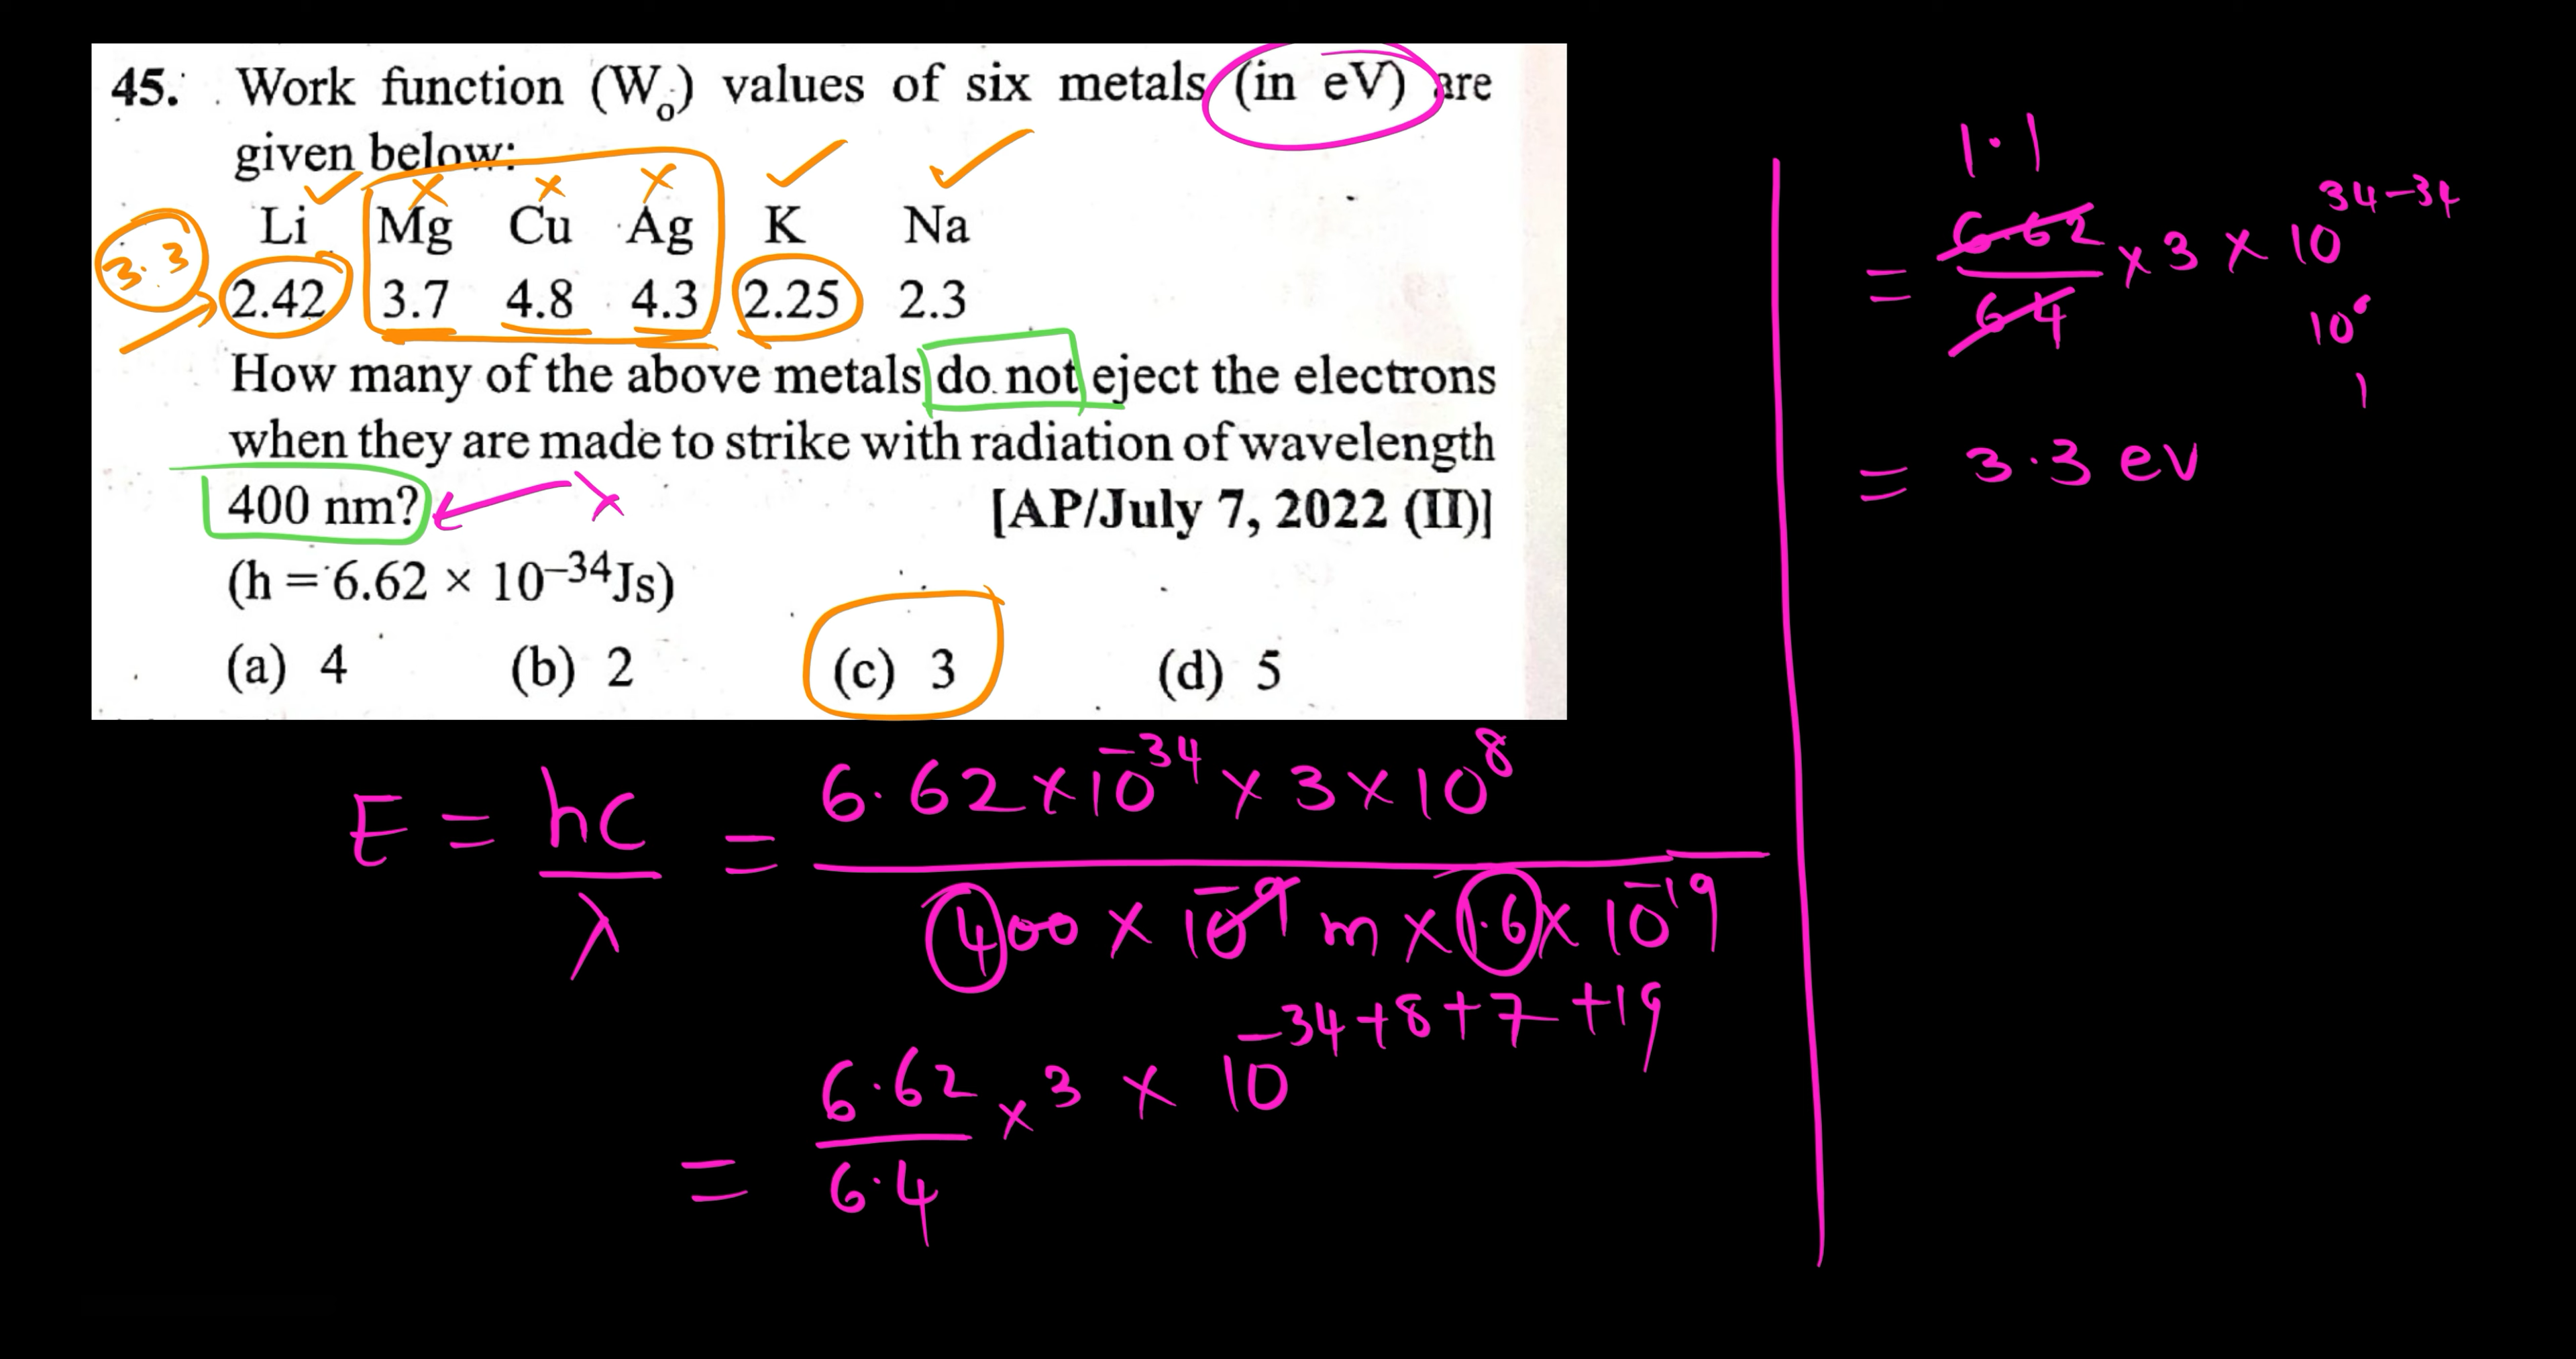 45. Work function (W₀) values of six metals (in eV) are
given below:
✓ × × × ✓ ✓
Li Mg Cu Ag K Na
3.3
2.42 3.7 4.8 4.3 2.25 2.3
How many of the above metals do not eject the electrons
when they are made to strike with radiation of wavelength
400 nm? λ [AP/July 7, 2022 (II)]
(h = 6.62 × 10⁻³⁴Js)
(a) 4 (b) 2 (c) 3 (d) 5
E = hc/λ = 6.62 × 10⁻³⁴ × 3 × 10⁸ / 400 × 10⁻⁹ m × 1.6 × 10⁻¹⁹
= 6.62/6.4 × 3 × 10⁻³⁴⁺⁸⁺⁷⁺¹⁹
1.1
= 6.62/6.4 × 3 × 10³⁴⁻³⁴
10⁰
1
= 3.3 ev